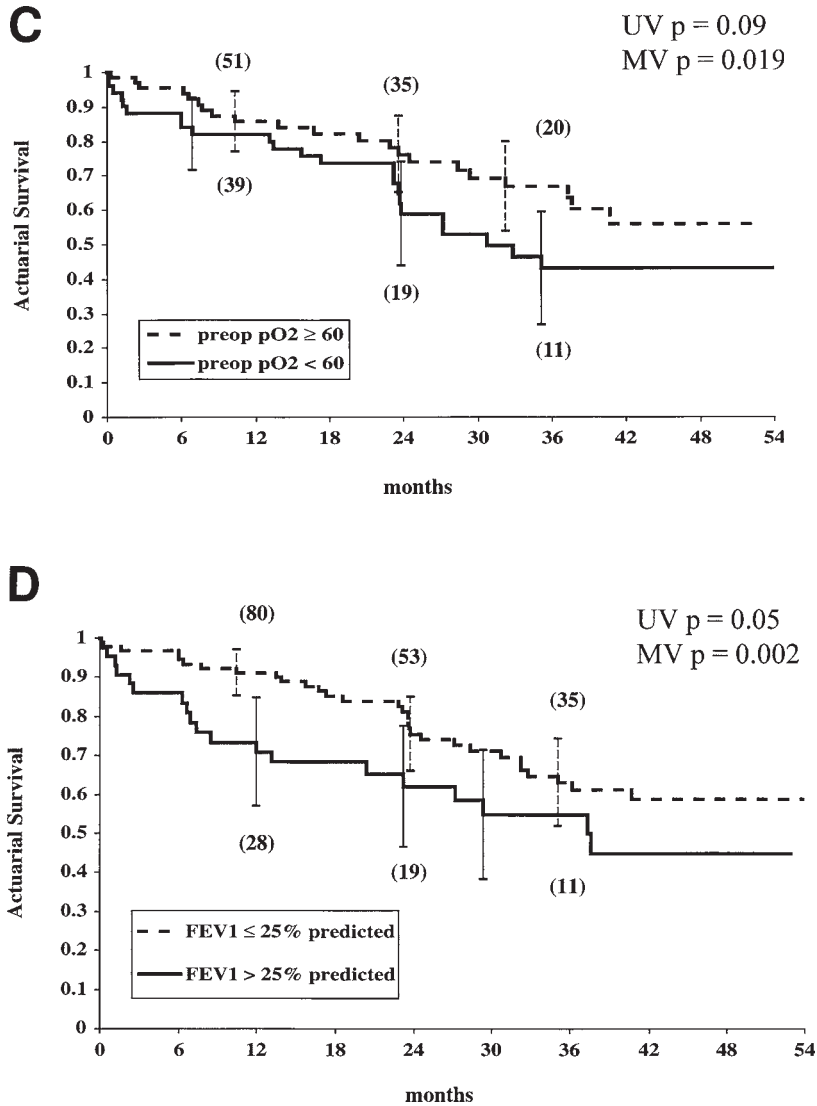 C
UV p = 0.09
MV p = 0.019
(51)
(35)
(20)
1
0.9
0.8
0.7
0.6
0.5
0.4
0.3
0.2
0.1
0
Actuarial Survival
(39)
(19)
(11)
preop pO2 ≥ 60
preop pO2 < 60
0 6 12 18 24 30 36 42 48 54
months
D
UV p = 0.05
MV p = 0.002
(80)
(53)
(35)
1
0.9
0.8
0.7
0.6
0.5
0.4
0.3
0.2
0.1
0
Actuarial Survival
(28)
(19)
(11)
FEV1 ≤ 25% predicted
FEV1 > 25% predicted
0 6 12 18 24 30 36 42 48 54
months